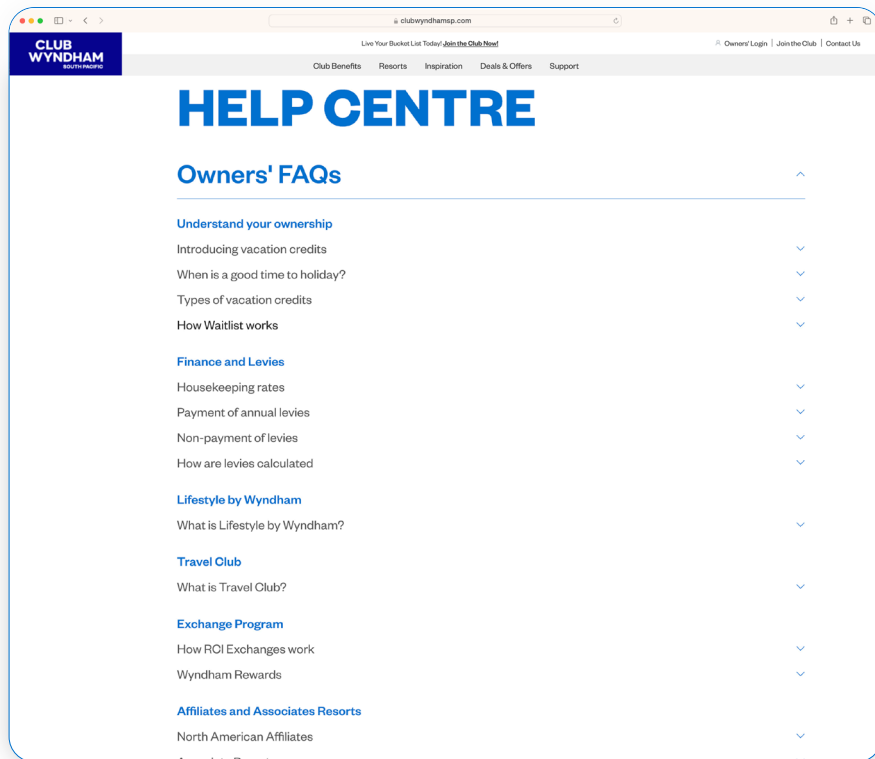 clubwyndhamsp.com
CLUB
WYNDHAM
SOUTH PACIFIC
Live Your Bucket List Today! Join the Club Now!
Owners' Login | Join the Club | Contact Us
Club Benefits Resorts Inspiration Deals & Offers Support
HELP CENTRE
Owners' FAQs
Understand your ownership
Introducing vacation credits
When is a good time to holiday?
Types of vacation credits
How Waitlist works
Finance and Levies
Housekeeping rates
Payment of annual levies
Non-payment of levies
How are levies calculated
Lifestyle by Wyndham
What is Lifestyle by Wyndham?
Travel Club
What is Travel Club?
Exchange Program
How RCI Exchanges work
Wyndham Rewards
Affiliates and Associates Resorts
North American Affiliates